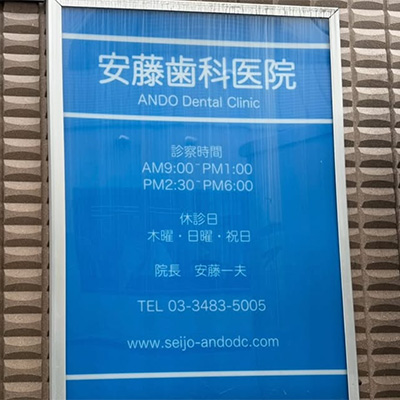 安藤歯科医院
ANDO Dental Clinic
診察時間
AM9:00~PM1:00
PM2:30~PM6:00
休診日
木曜・日曜・祝日
院長　安藤一夫
TEL 03-3483-5005
www.seijo-andodc.com